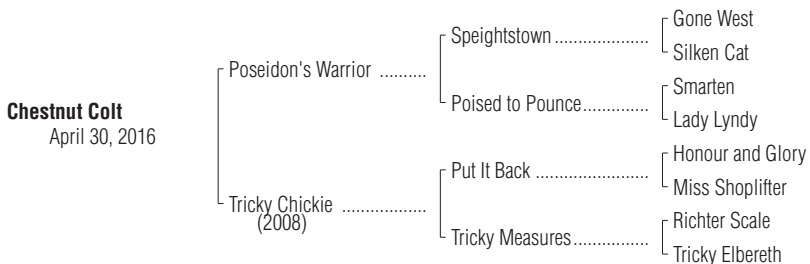 Gone West
Speightstown ..............
Silken Cat
Poseidon's Warrior ..........
Smarten
Poised to Pounce..............
Lady Lyndy
Chestnut Colt
April 30, 2016
Honour and Glory
Put It Back .................
Miss Shoplifter
Tricky Chickie ..................
(2008)
Richter Scale
Tricky Measures................
Tricky Elbereth